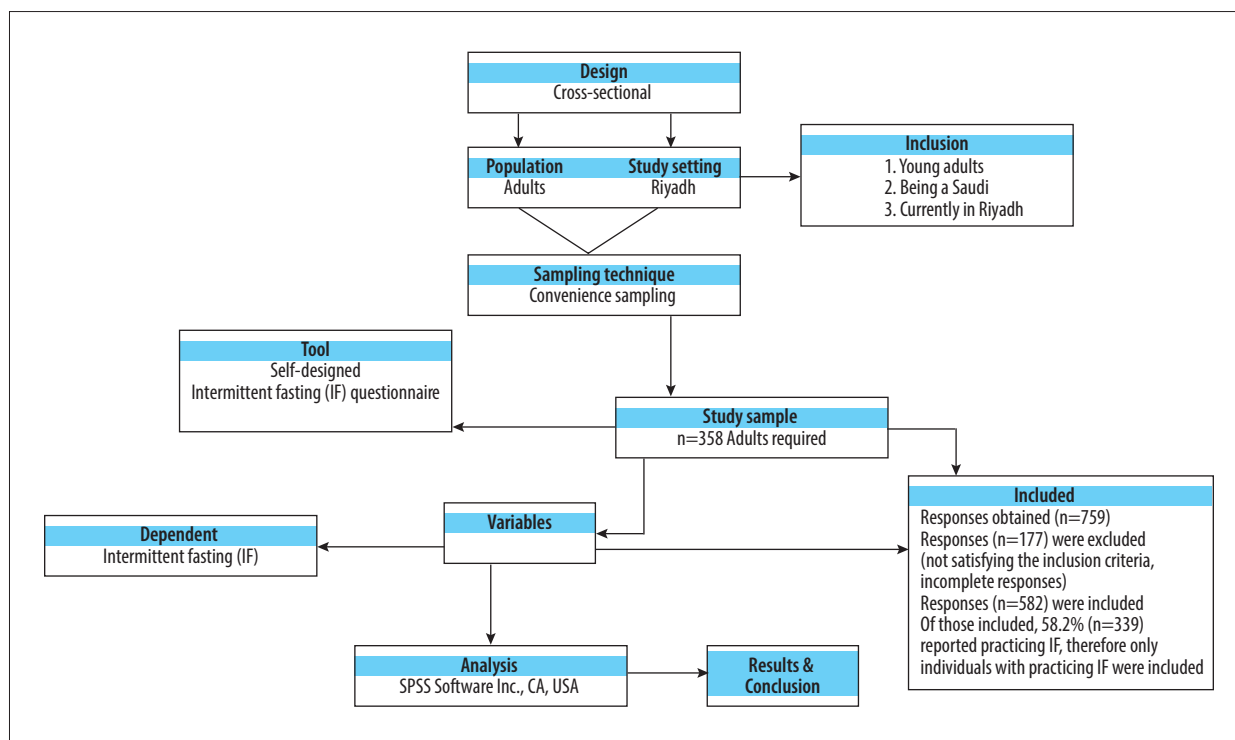 Design
Cross-sectional
Population
Adults
Study setting
Riyadh
Inclusion
1. Young adults
2. Being a Saudi
3. Currently in Riyadh
Sampling technique
Convenience sampling
Tool
Self-designed
Intermittent fasting (IF) questionnaire
Study sample
n=358 Adults required
Variables
Dependent
Intermittent fasting (IF)
Included
Responses obtained (n=759)
Responses (n=177) were excluded
(not satisfying the inclusion criteria,
incomplete responses)
Responses (n=582) were included
Of those included, 58.2% (n=339)
reported practicing IF, therefore only
individuals with practicing IF were included
Analysis
SPSS Software Inc., CA, USA
Results &
Conclusion